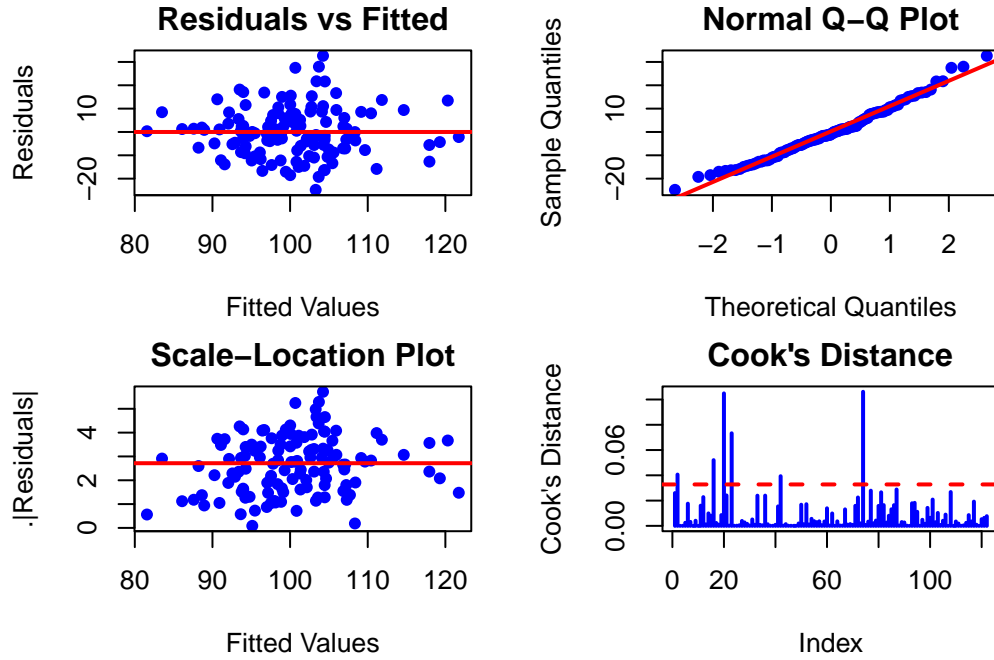 Residuals vs Fitted
Residuals
10
−20
80 90 100 110 120
Fitted Values
Normal Q−Q Plot
Sample Quantiles
10
−20
−2 −1 0 1 2
Theoretical Quantiles
Scale−Location Plot
.|Residuals|
4
2
0
80 90 100 110 120
Fitted Values
Cook's Distance
Cook's Distance
0.06
0.00
0 20 60 100
Index